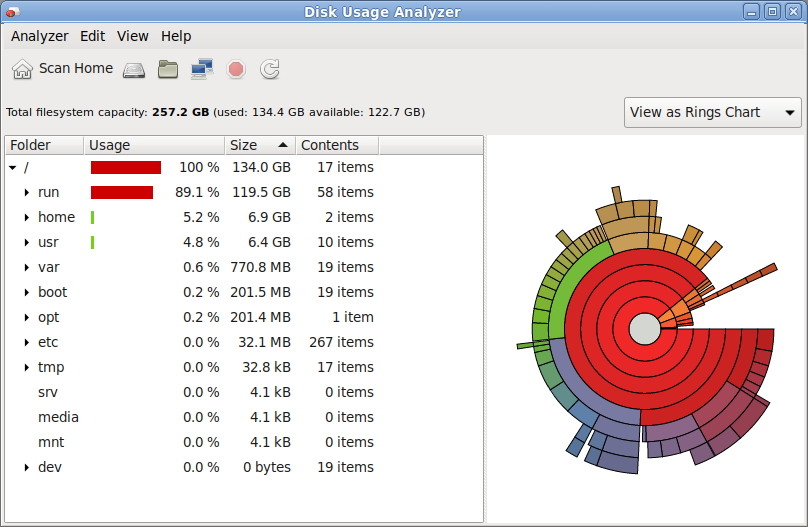 Disk Usage Analyzer
Analyzer Edit View Help
Scan Home
Total filesystem capacity: 257.2 GB (used: 134.4 GB available: 122.7 GB)
View as Rings Chart
Folder Usage Size Contents
/ 100 % 134.0 GB 17 items
run 89.1 % 119.5 GB 58 items
home 5.2 % 6.9 GB 2 items
usr 4.8 % 6.4 GB 10 items
var 0.6 % 770.8 MB 19 items
boot 0.2 % 201.5 MB 19 items
opt 0.2 % 201.4 MB 1 item
etc 0.0 % 32.1 MB 267 items
tmp 0.0 % 32.8 kB 17 items
srv 0.0 % 4.1 kB 0 items
media 0.0 % 4.1 kB 0 items
mnt 0.0 % 4.1 kB 0 items
dev 0.0 % 0 bytes 19 items